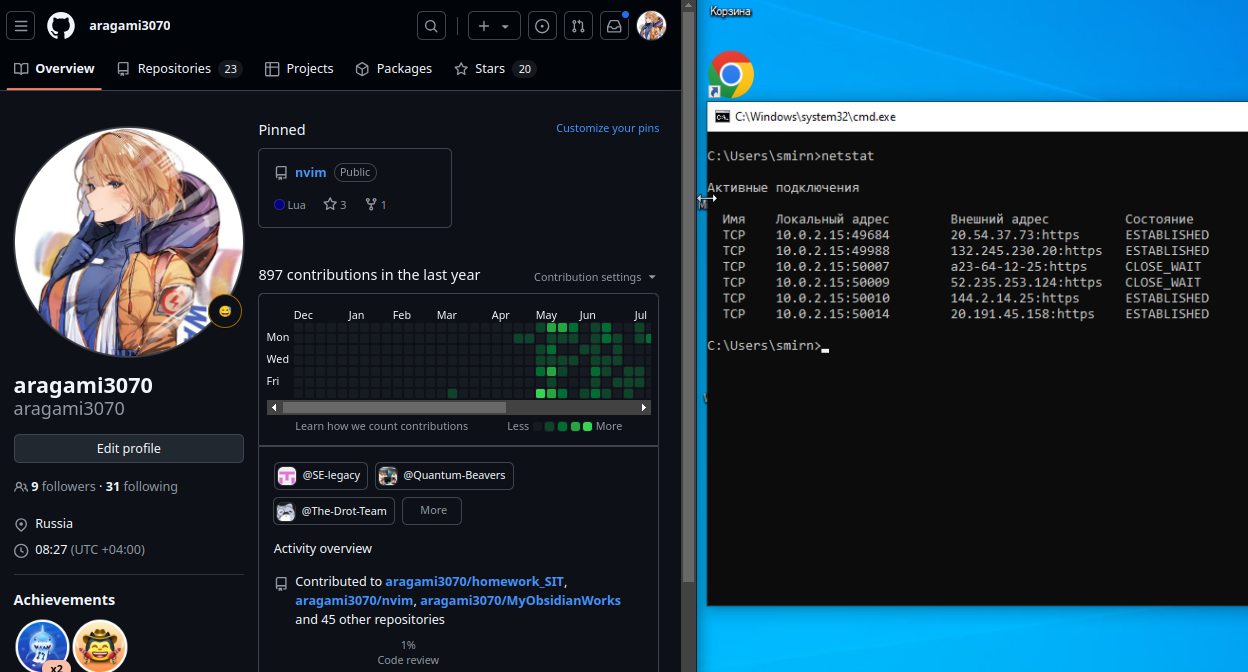 aragami3070
Overview
Repositories 23
Projects
Packages
Stars 20
Pinned
Customize your pins
nvim Public
Lua 3 1
897 contributions in the last year
Contribution settings
Dec Jan Feb Mar Apr May Jun Jul
Mon
Wed
Fri
Learn how we count contributions
Less More
aragami3070
aragami3070
Edit profile
9 followers · 31 following
Russia
08:27 (UTC +04:00)
Achievements
x2
@SE-legacy
@Quantum-Beavers
@The-Drot-Team
More
Activity overview
Contributed to aragami3070/homework_SIT,
aragami3070/nvim, aragami3070/MyObsidianWorks
and 45 other repositories
1%
Code review
Корзина
C:\Windows\system32\cmd.exe
C:\Users\smirn>netstat
Активные подключения
Имя Локальный адрес Внешний адрес Состояние
TCP 10.0.2.15:49684 20.54.37.73:https ESTABLISHED
TCP 10.0.2.15:49988 132.245.230.20:https ESTABLISHED
TCP 10.0.2.15:50007 a23-64-12-25:https CLOSE_WAIT
TCP 10.0.2.15:50009 52.235.253.124:https CLOSE_WAIT
TCP 10.0.2.15:50010 144.2.14.25:https ESTABLISHED
TCP 10.0.2.15:50014 20.191.45.158:https ESTABLISHED
C:\Users\smirn>